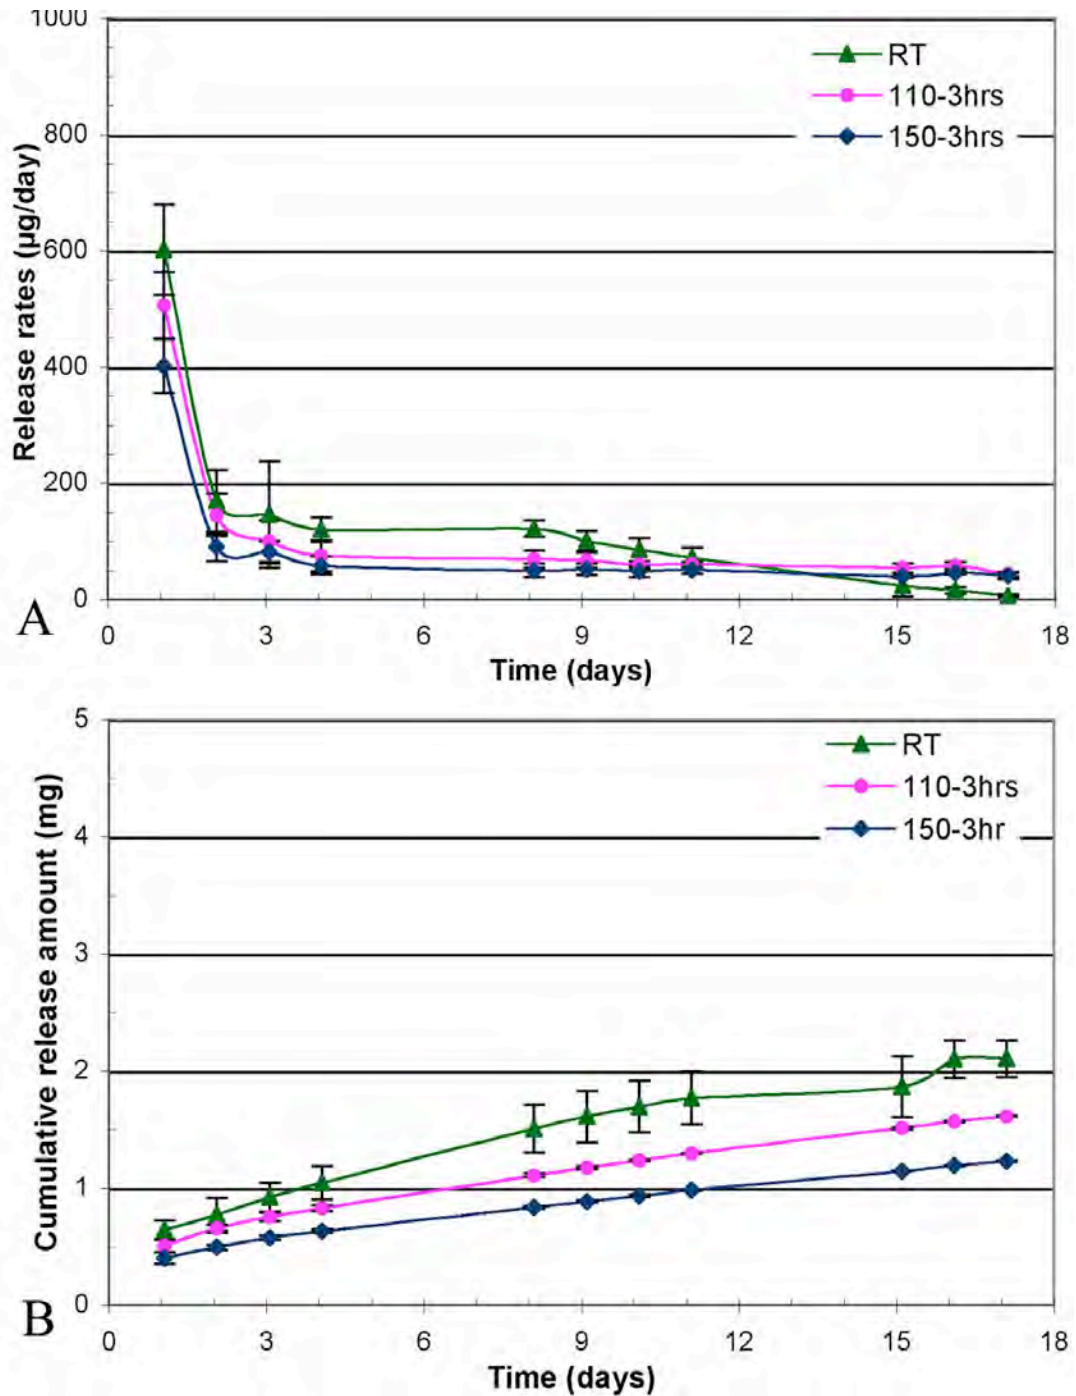 1000
800
600
400
200
0
Release rates (µg/day)
RT
110-3hrs
150-3hrs
A
0 3 6 9 12 15 18
Time (days)
5
4
3
2
1
0
Cumulative release amount (mg)
RT
110-3hrs
150-3hr
B
0 3 6 9 12 15 18
Time (days)